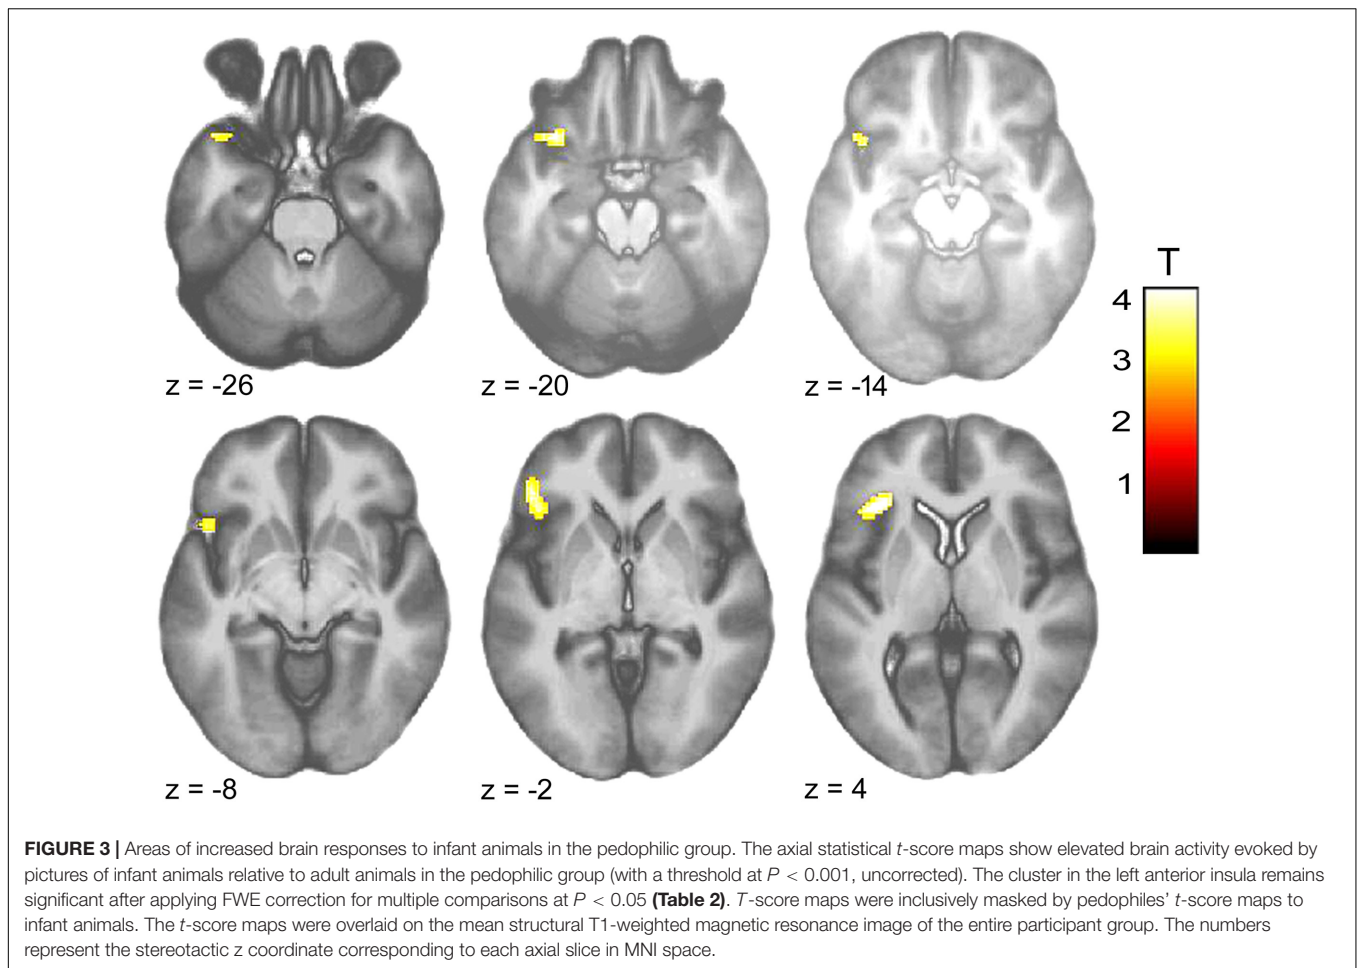 T
4
3
2
1
z = -26
z = -20
z = -14
z = -8
z = -2
z = 4
FIGURE 3 | Areas of increased brain responses to infant animals in the pedophilic group. The axial statistical t-score maps show elevated brain activity evoked by
pictures of infant animals relative to adult animals in the pedophilic group (with a threshold at P < 0.001, uncorrected). The cluster in the left anterior insula remains
significant after applying FWE correction for multiple comparisons at P < 0.05 (Table 2). T-score maps were inclusively masked by pedophiles’ t-score maps to
infant animals. The t-score maps were overlaid on the mean structural T1-weighted magnetic resonance image of the entire participant group. The numbers
represent the stereotactic z coordinate corresponding to each axial slice in MNI space.